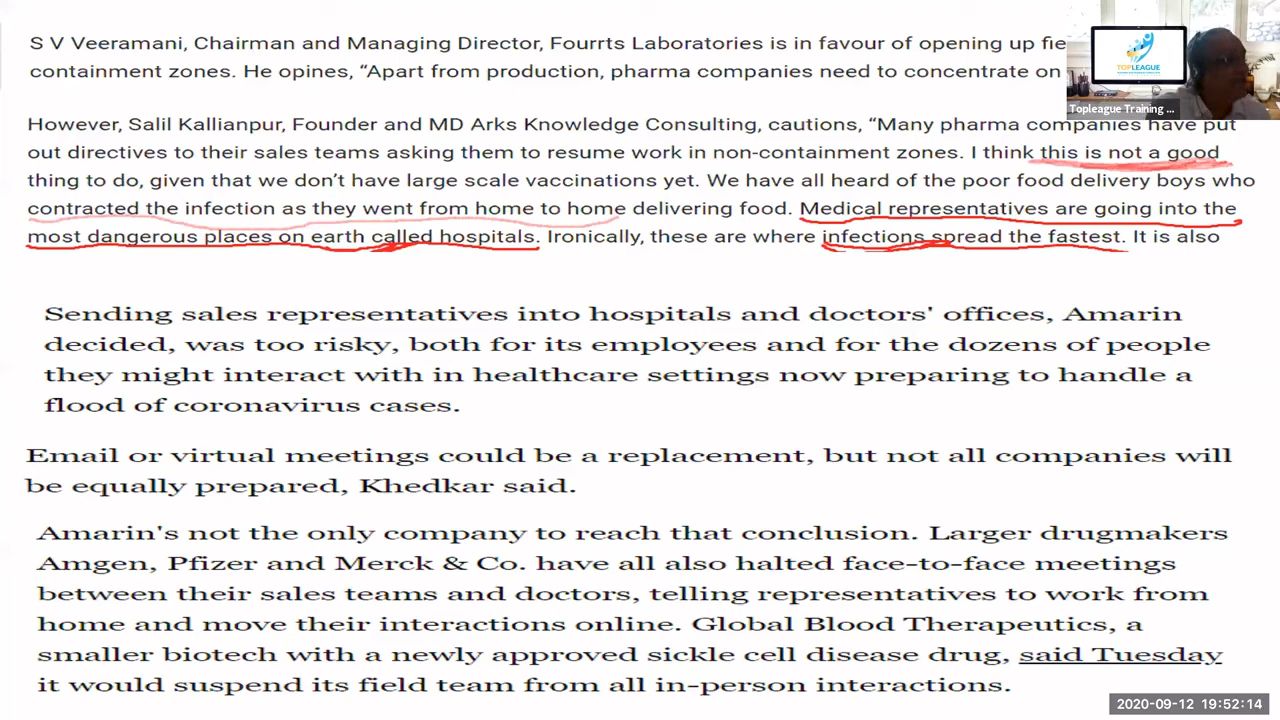 S V Veeramani, Chairman and Managing Director, Fourrts Laboratories is in favour of opening up
containment zones. He opines, “Apart from production, pharma companies need to concentrate on
TOPLEAGUE
Topleague Training ...
However, Salil Kallianpur, Founder and MD Arks Knowledge Consulting, cautions, “Many pharma companies have put
out directives to their sales teams asking them to resume work in non-containment zones. I think this is not a good
thing to do, given that we don’t have large scale vaccinations yet. We have all heard of the poor food delivery boys who
contracted the infection as they went from home to home delivering food. Medical representatives are going into the
most dangerous places on earth called hospitals. Ironically, these are where infections spread the fastest. It is also
Sending sales representatives into hospitals and doctors' offices, Amarin
decided, was too risky, both for its employees and for the dozens of people
they might interact with in healthcare settings now preparing to handle a
flood of coronavirus cases.
Email or virtual meetings could be a replacement, but not all companies will
be equally prepared, Khedkar said.
Amarin's not the only company to reach that conclusion. Larger drugmakers
Amgen, Pfizer and Merck & Co. have all also halted face-to-face meetings
between their sales teams and doctors, telling representatives to work from
home and move their interactions online. Global Blood Therapeutics, a
smaller biotech with a newly approved sickle cell disease drug, said Tuesday
it would suspend its field team from all in-person interactions.
2020-09-12 19:52:14